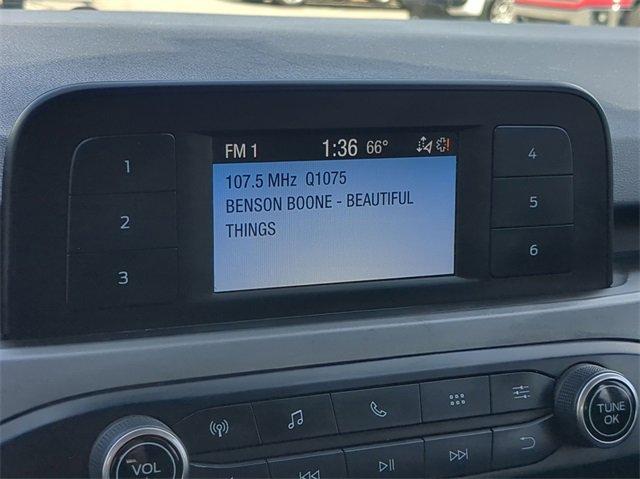 FM 1 1:36 66°
107.5 MHz Q1075
BENSON BOONE - BEAUTIFUL
THINGS
1
2
3
4
5
6
VOL
TUNE
OK